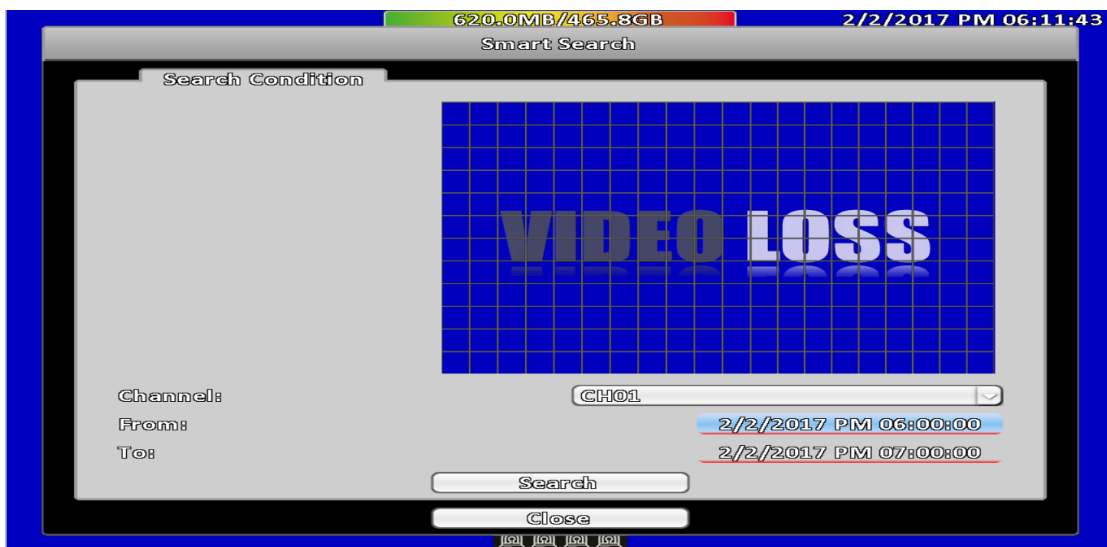 620.0MB/465.8GB 2/2/2017 PM 06:11:43
Smart Search
Search Condition
VIDEO LOSS
Channel: CH01
From: 2/2/2017 PM 06:00:00
To: 2/2/2017 PM 07:00:00
Search
Close